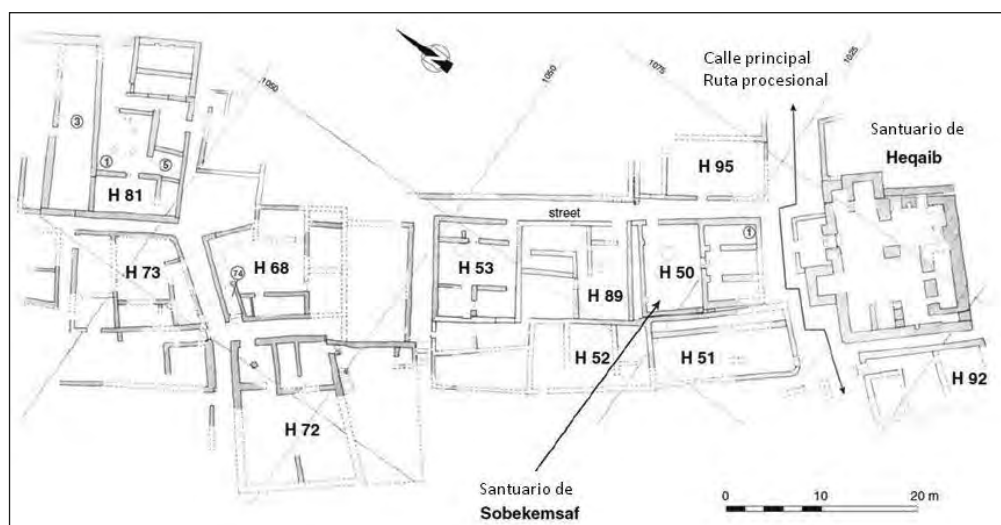 Calle principal
Ruta procesional
1025
1075
1050
1050
Santuario de
Heqaib
3
1
5
H 81
H 95
street
1
H 73
74
H 68
H 53
H 50
H 89
H 52
H 51
H 92
H 72
Santuario de
Sobekemsaf
0 10 20 m